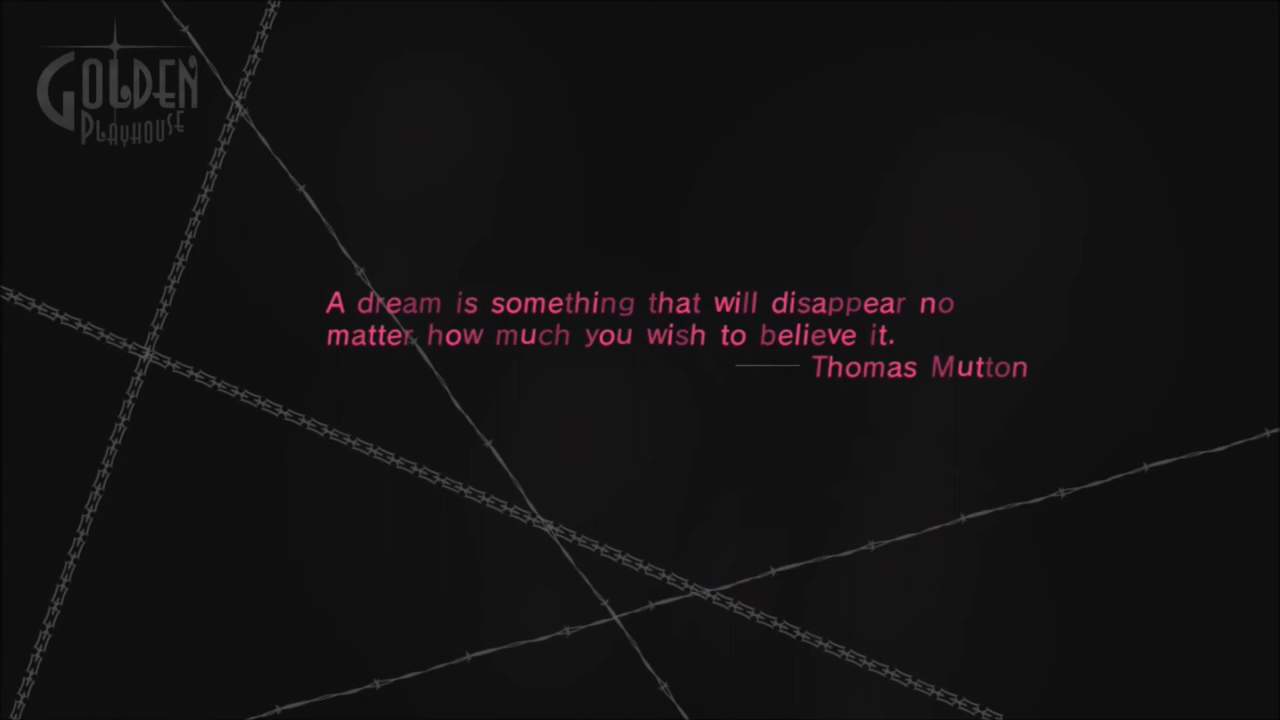 GOLDEN
PLAYHOUSE
A dream is something that will disappear no
matter how much you wish to believe it.
—— Thomas Mutton